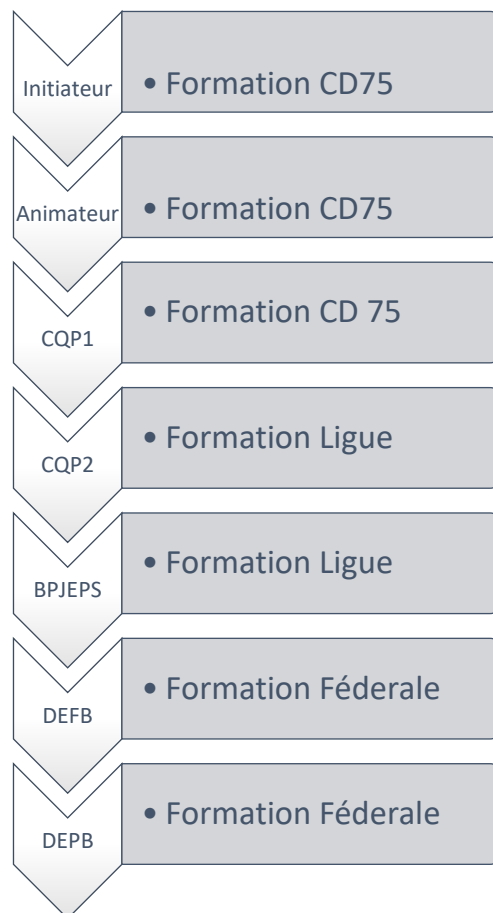 Initiateur
• Formation CD75
Animateur
• Formation CD75
CQP1
• Formation CD 75
CQP2
• Formation Ligue
BPJEPS
• Formation Ligue
DEFB
• Formation Féderale
DEPB
• Formation Féderale